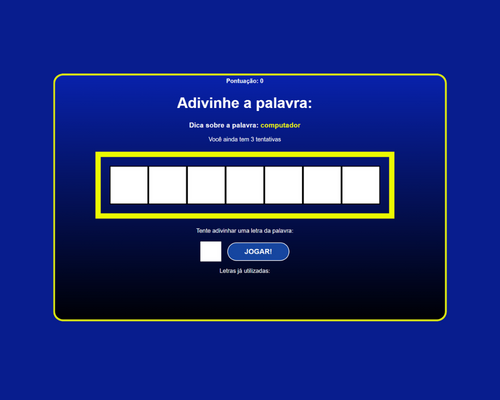 Pontuação: 0
Adivinhe a palavra:
Dica sobre a palavra: computador
Você ainda tem 3 tentativas
Tente adivinhar uma letra da palavra:
JOGAR!
Letras já utilizadas: